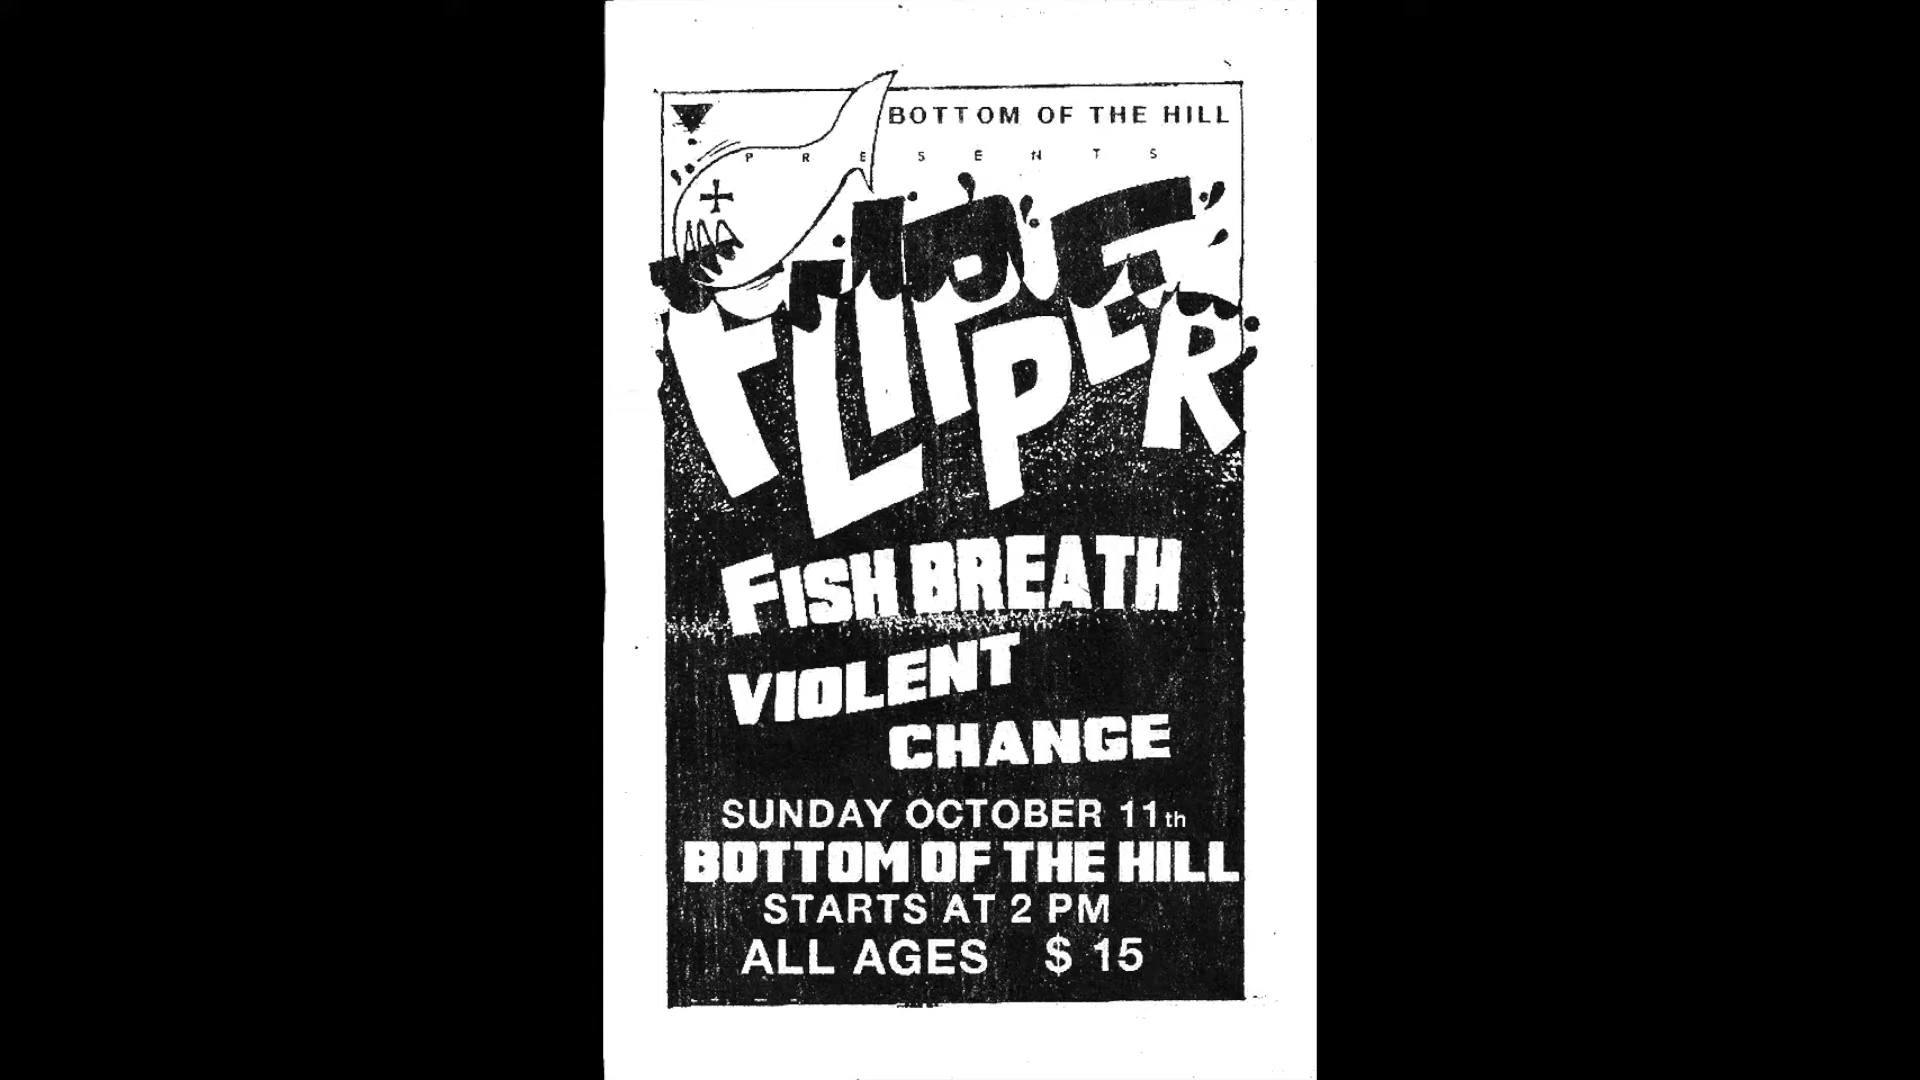 BOTTOM OF THE HILL
PRESENTS
FLIPPER
FISH BREATH
VIOLENT
CHANGE
SUNDAY OCTOBER 11th
BOTTOM OF THE HILL
STARTS AT 2 PM
ALL AGES $ 15